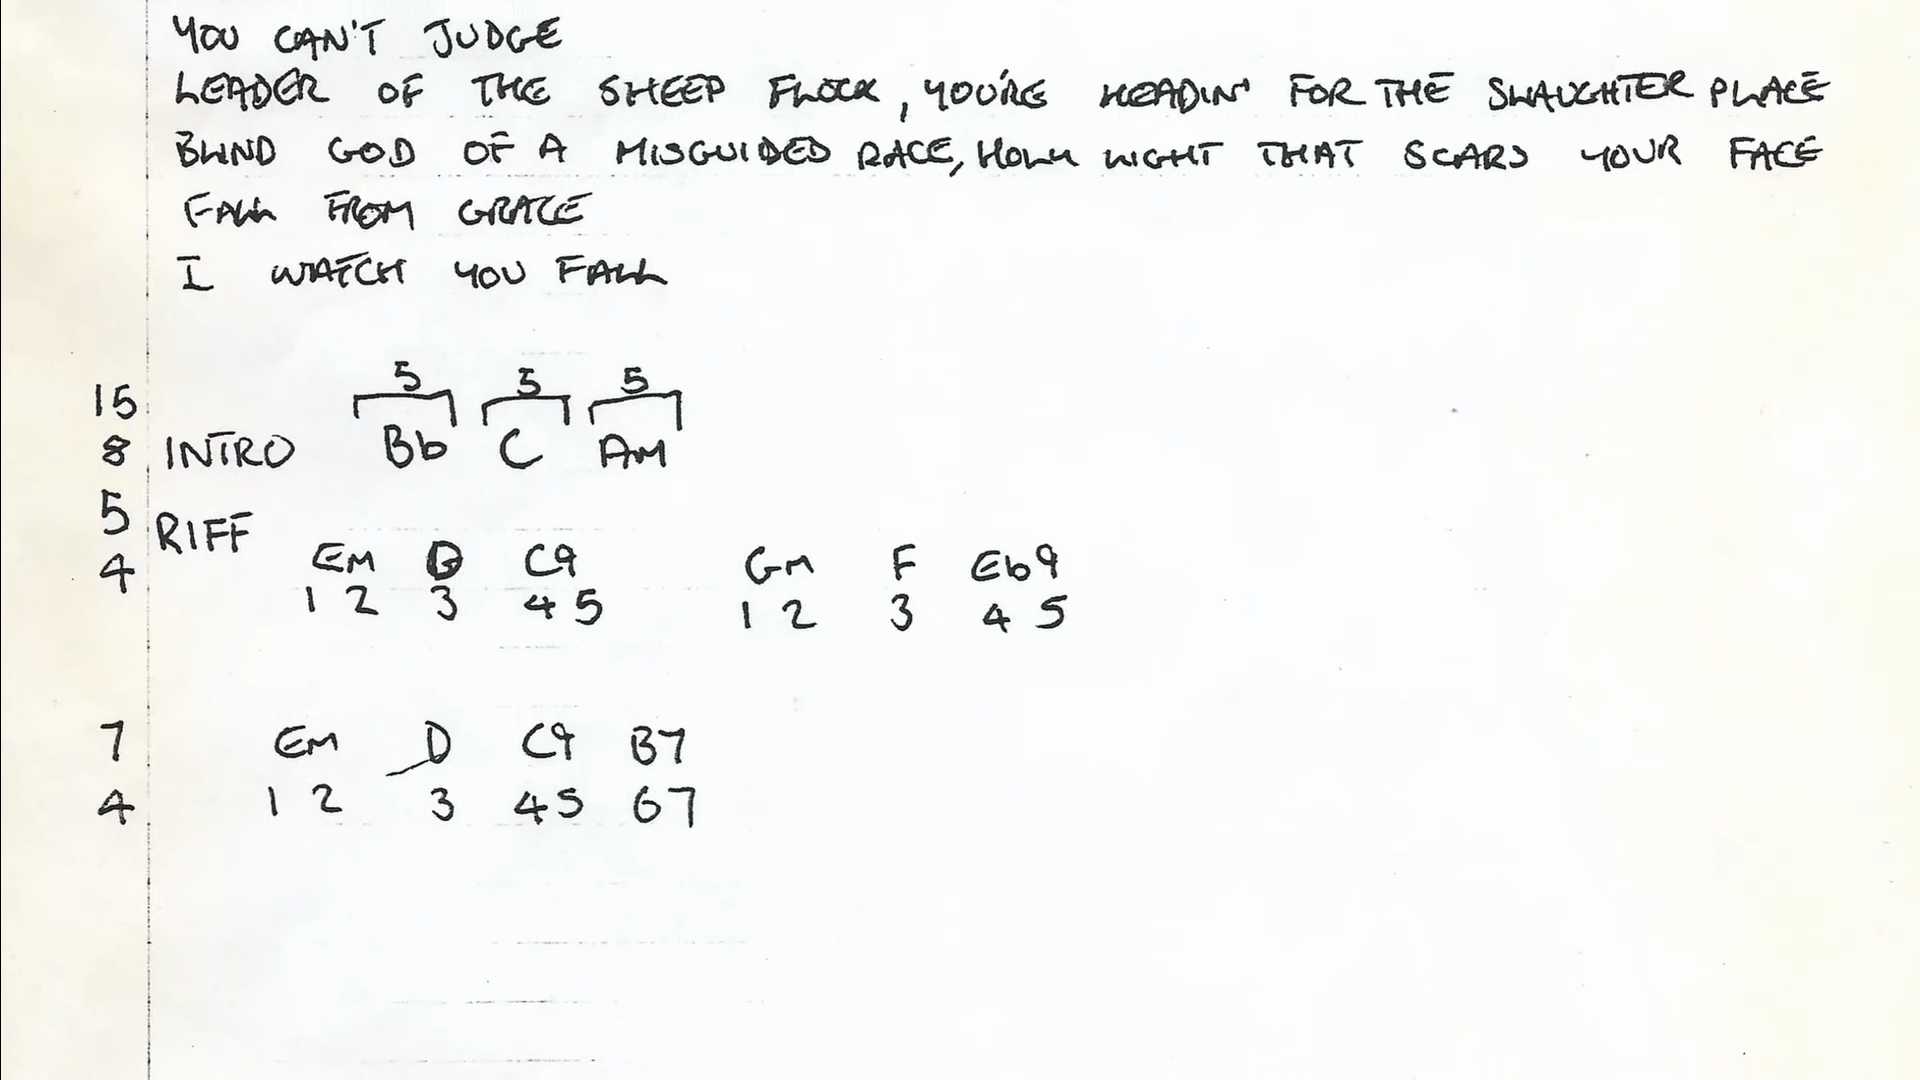 YOU CAN'T JUDGE
LEADER OF THE SHEEP FLOCK, YOU'RE HEADIN' FOR THE SLAUGHTER PLACE
BLIND GOD OF A MISGUIDED RACE, HOLY LIGHT THAT SCARS YOUR FACE
FALL FROM GRACE
I WATCH YOU FALL
5 5 5
15
8 INTRO Bb C Am
5 RIFF
4 Em D C9 Gm F Eb9
1 2 3 4 5 1 2 3 4 5
7 Em D C9 B7
4 1 2 3 4 5 6 7